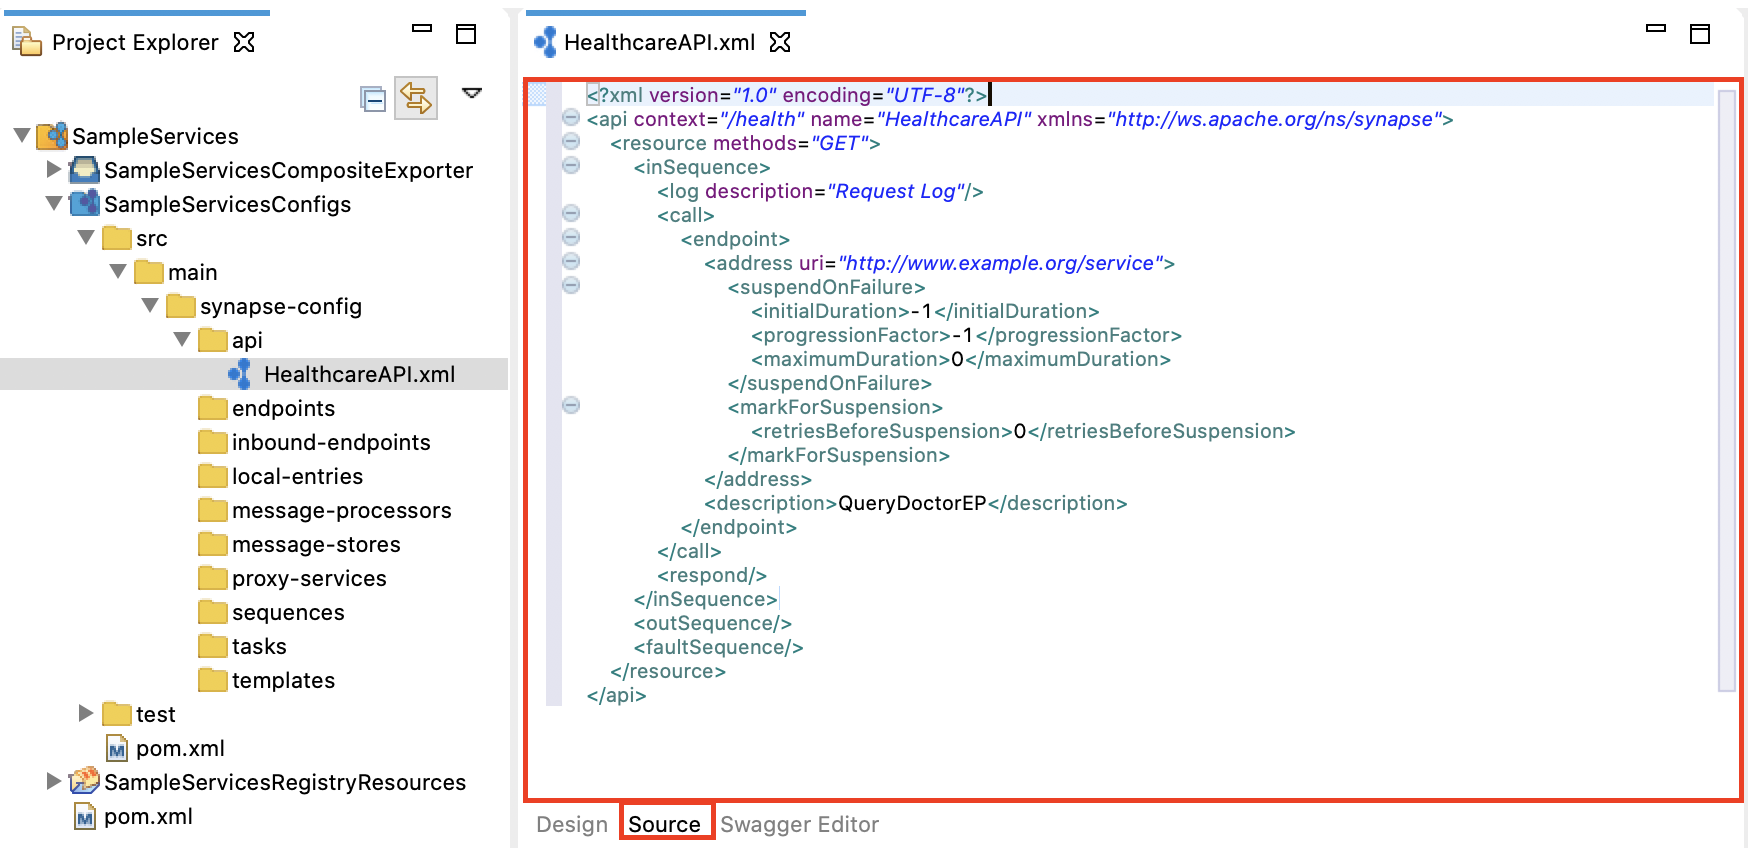 Project Explorer
SampleServices
SampleServicesCompositeExporter
SampleServicesConfigs
src
main
synapse-config
api
HealthcareAPI.xml
endpoints
inbound-endpoints
local-entries
message-processors
message-stores
proxy-services
sequences
tasks
templates
test
pom.xml
SampleServicesRegistryResources
pom.xml
HealthcareAPI.xml
<?xml version="1.0" encoding="UTF-8"?>
<api context="/health" name="HealthcareAPI" xmlns="http://ws.apache.org/ns/synapse">
<resource methods="GET">
<inSequence>
<log description="Request Log"/>
<call>
<endpoint>
<address uri="http://www.example.org/service">
<suspendOnFailure>
<initialDuration>-1</initialDuration>
<progressionFactor>-1</progressionFactor>
<maximumDuration>0</maximumDuration>
</suspendOnFailure>
<markForSuspension>
<retriesBeforeSuspension>0</retriesBeforeSuspension>
</markForSuspension>
</address>
<description>QueryDoctorEP</description>
</endpoint>
</call>
<respond/>
</inSequence>
<outSequence/>
<faultSequence/>
</resource>
</api>
Design Source Swagger Editor